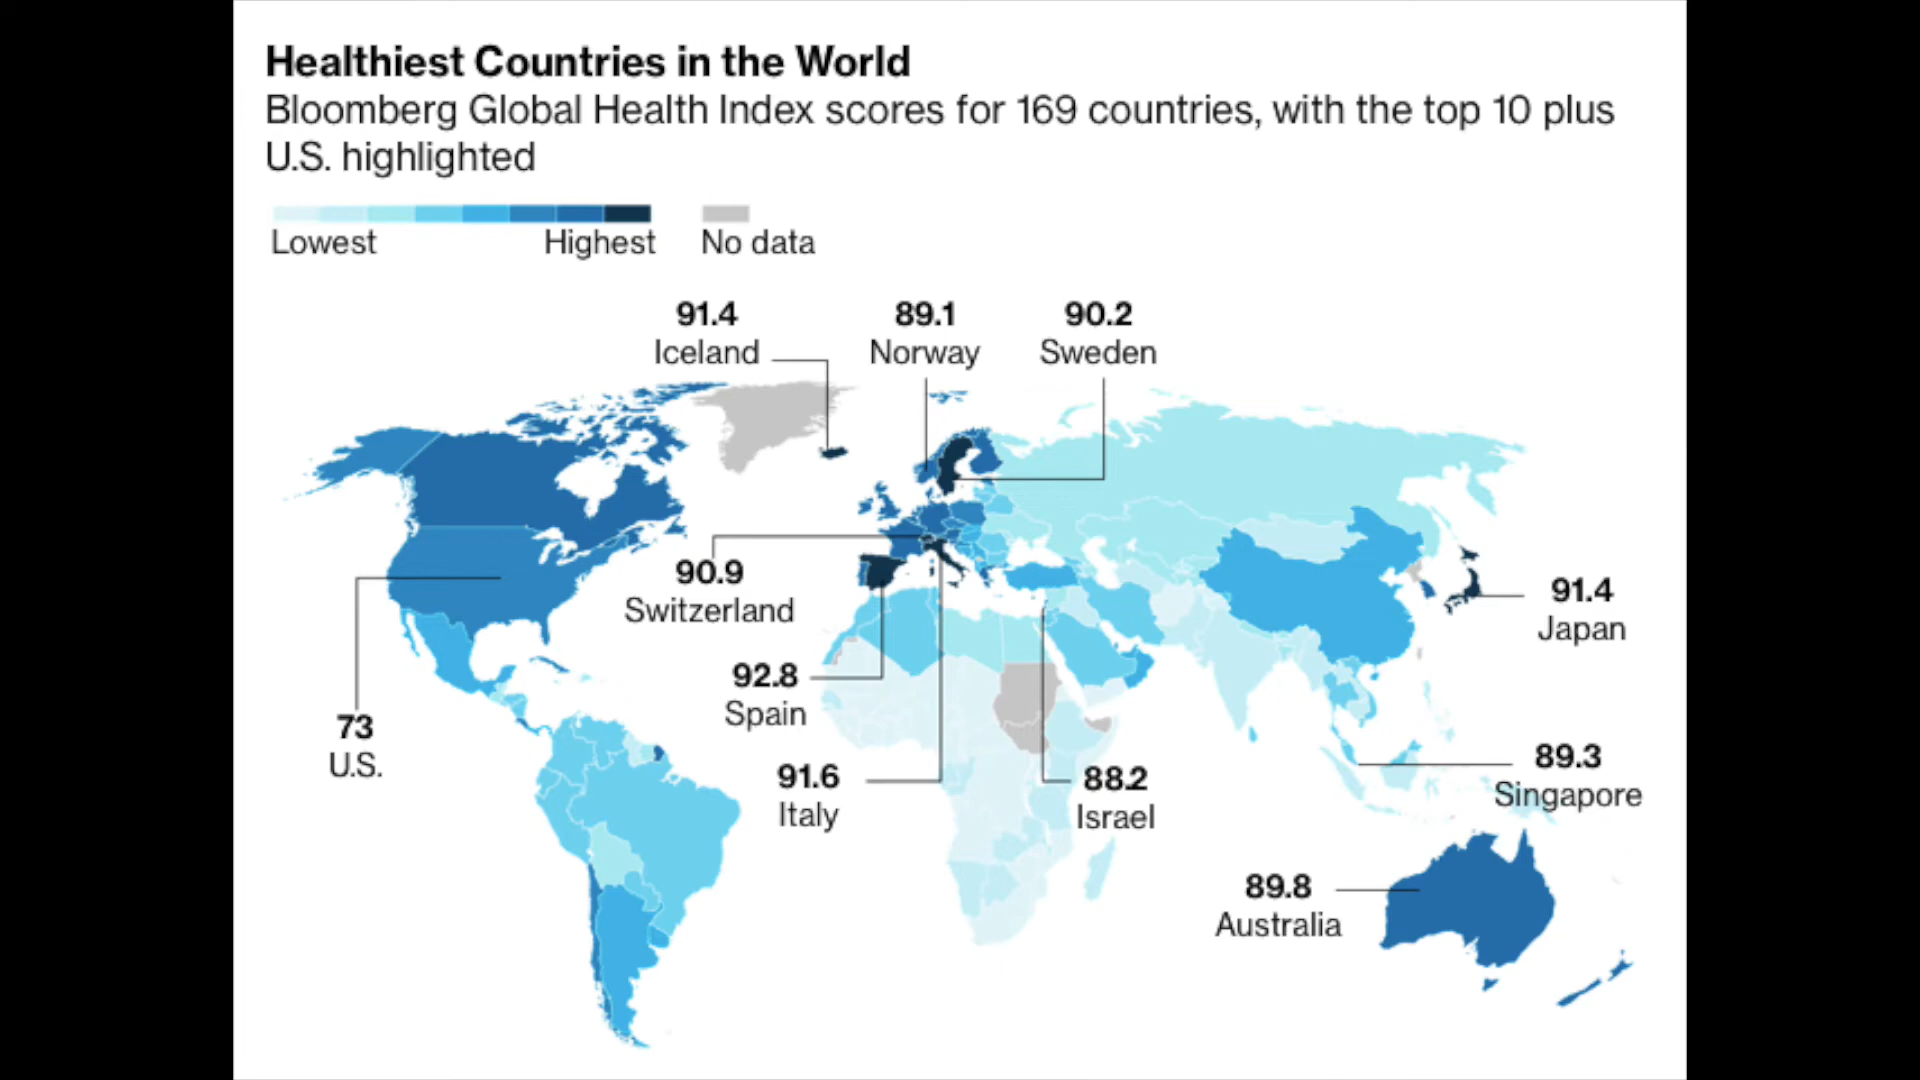 Healthiest Countries in the World
Bloomberg Global Health Index scores for 169 countries, with the top 10 plus
U.S. highlighted
Lowest Highest No data
91.4
Iceland
89.1
Norway
90.2
Sweden
90.9
Switzerland
91.4
Japan
92.8
Spain
73
U.S.
91.6
Italy
88.2
Israel
89.3
Singapore
89.8
Australia